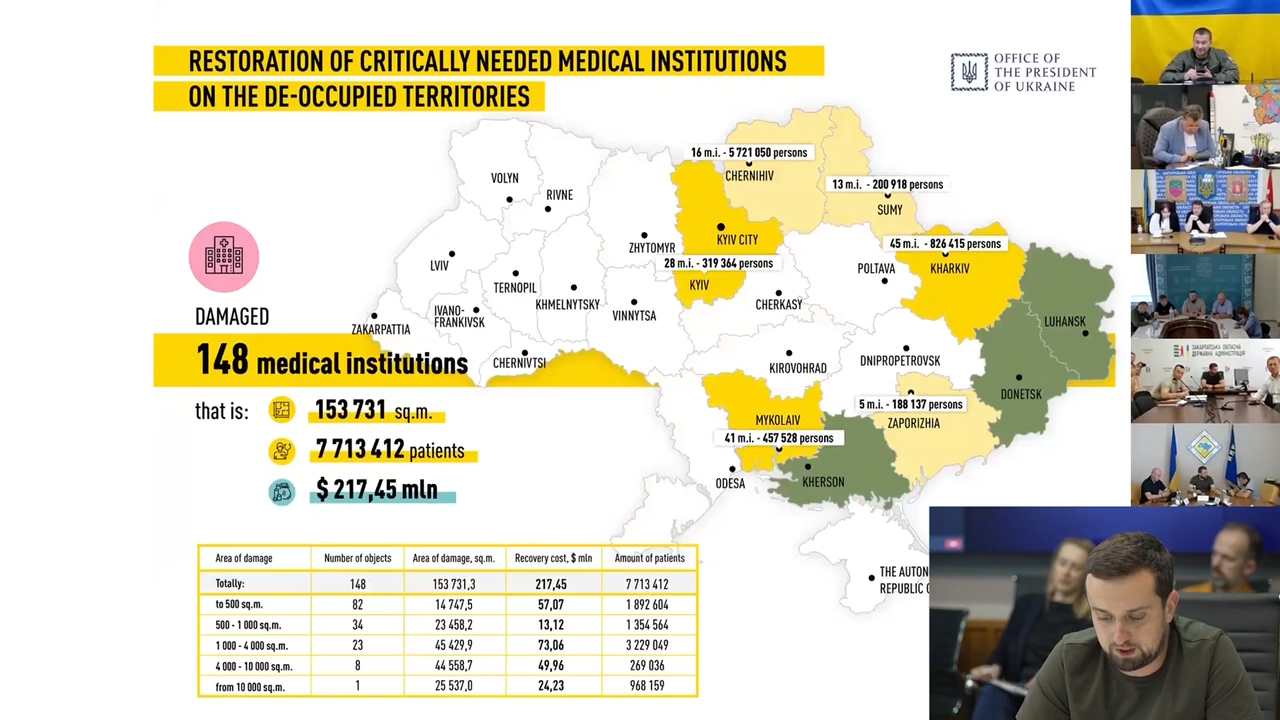 RESTORATION OF CRITICALLY NEEDED MEDICAL INSTITUTIONS
ON THE DE-OCCUPIED TERRITORIES
OFFICE OF
THE PRESIDENT
OF UKRAINE
16 m.i. - 5 721 050 persons
CHERNIHIV
VOLYN
RIVNE
13 m.i. - 200 918 persons
SUMY
ZHYTOMYR
KYIV CITY
45 m.i. - 826 415 persons
KHARKIV
LVIV
28 m.i. - 319 364 persons
KYIV
POLTAVA
TERNOPIL
KHMELNYTSKY
VINNYTSA
CHERKASY
IVANO-
FRANKIVSK
ZAKARPATTIA
LUHANSK
CHERNIVTSI
KIROVOHRAD
DNIPROPETROVSK
DONETSK
5 m.i. - 188 137 persons
ZAPORIZHIA
MYKOLAIV
41 m.i. - 457 528 persons
ODESA
KHERSON
THE AUTON
REPUBLIC
DAMAGED
148 medical institutions
that is:
153 731 sq.m.
7 713 412 patients
$ 217,45 mln
Area of damage Number of objects Area of damage, sq.m. Recovery cost, $ mln Amount of patients
Totally: 148 153 731,3 217,45 7 713 412
to 500 sq.m. 82 14 747,5 57,07 1 892 604
500 - 1 000 sq.m. 34 23 458,2 13,12 1 354 564
1 000 - 4 000 sq.m. 23 45 429,9 73,06 3 229 049
4 000 - 10 000 sq.m. 8 44 558,7 49,96 269 036
from 10 000 sq.m. 1 25 537,0 24,23 968 159
ЗАКАРПАТСЬКА ОБЛАСНА
ДЕРЖАВНА АДМІНІСТРАЦІЯ